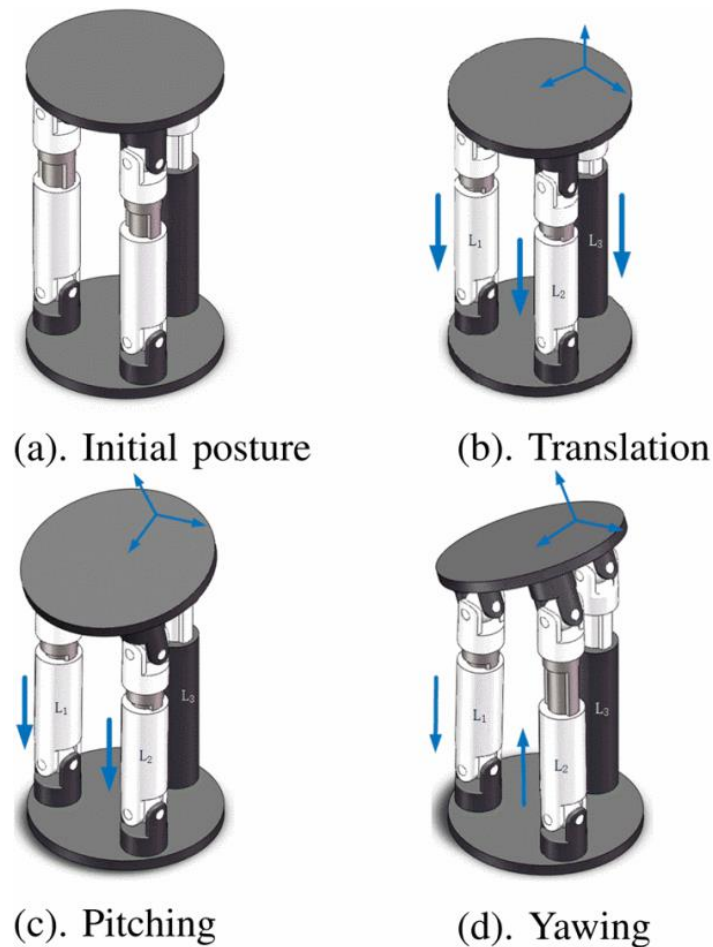 L₁
L₂
L₃
(a). Initial posture
(b). Translation
L₁
L₂
L₃
L₁
L₂
L₃
(c). Pitching
(d). Yawing